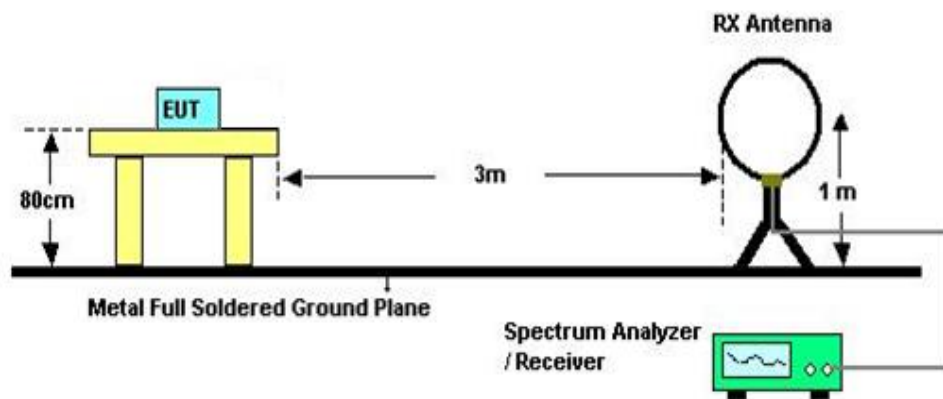 RX Antenna
EUT
3m
80cm
1 m
Metal Full Soldered Ground Plane
Spectrum Analyzer
/ Receiver